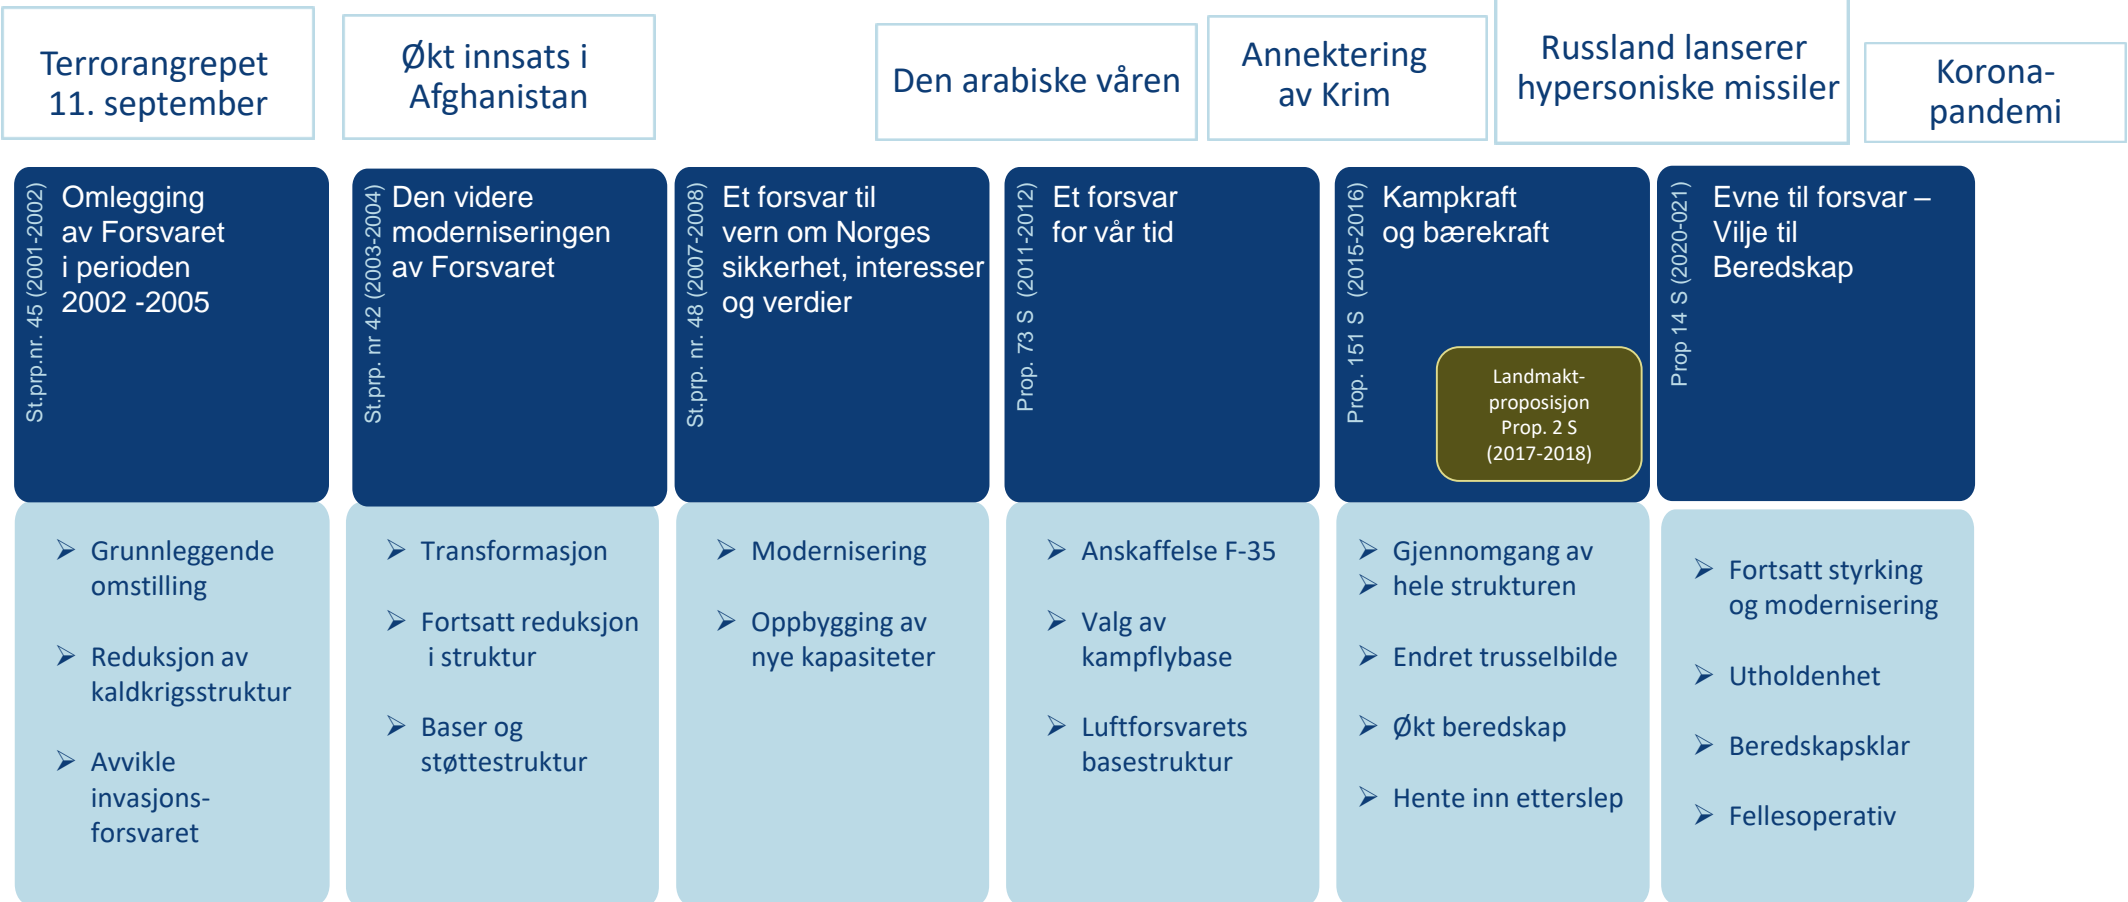 Terrorangrepet
11. september
Økt innsats i
Afghanistan
Den arabiske våren
Annektering
av Krim
Russland lanserer
hypersoniske missiler
Korona-
pandemi
St.prp.nr. 45 (2001-2002)
Omlegging
av Forsvaret
i perioden
2002 -2005
➢ Grunnleggende
omstilling
➢ Reduksjon av
kaldkrigsstruktur
➢ Avvikle
invasjons-
forsvaret
St.prp. nr 42 (2003-2004)
Den videre
moderniseringen
av Forsvaret
➢ Transformasjon
➢ Fortsatt reduksjon
i struktur
➢ Baser og
støttestruktur
St.prp. nr. 48 (2007-2008)
Et forsvar til
vern om Norges
sikkerhet, interesser
og verdier
➢ Modernisering
➢ Oppbygging av
nye kapasiteter
Prop. 73 S (2011-2012)
Et forsvar
for vår tid
➢ Anskaffelse F-35
➢ Valg av
kampflybase
➢ Luftforsvarets
basestruktur
Prop. 151 S (2015-2016)
Kampkraft
og bærekraft
Landmakt-
proposisjon
Prop. 2 S
(2017-2018)
➢ Gjennomgang av
➢ hele strukturen
➢ Endret trusselbilde
➢ Økt beredskap
➢ Hente inn etterslep
Prop 14 S (2020-021)
Evne til forsvar –
Vilje til
Beredskap
➢ Fortsatt styrking
og modernisering
➢ Utholdenhet
➢ Beredskapsklar
➢ Fellesoperativ